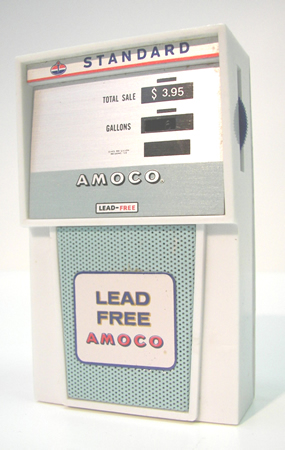 STANDARD
TOTAL SALE $ 3.95
GALLONS
AMOCO
LEAD-FREE
LEAD
FREE
AMOCO